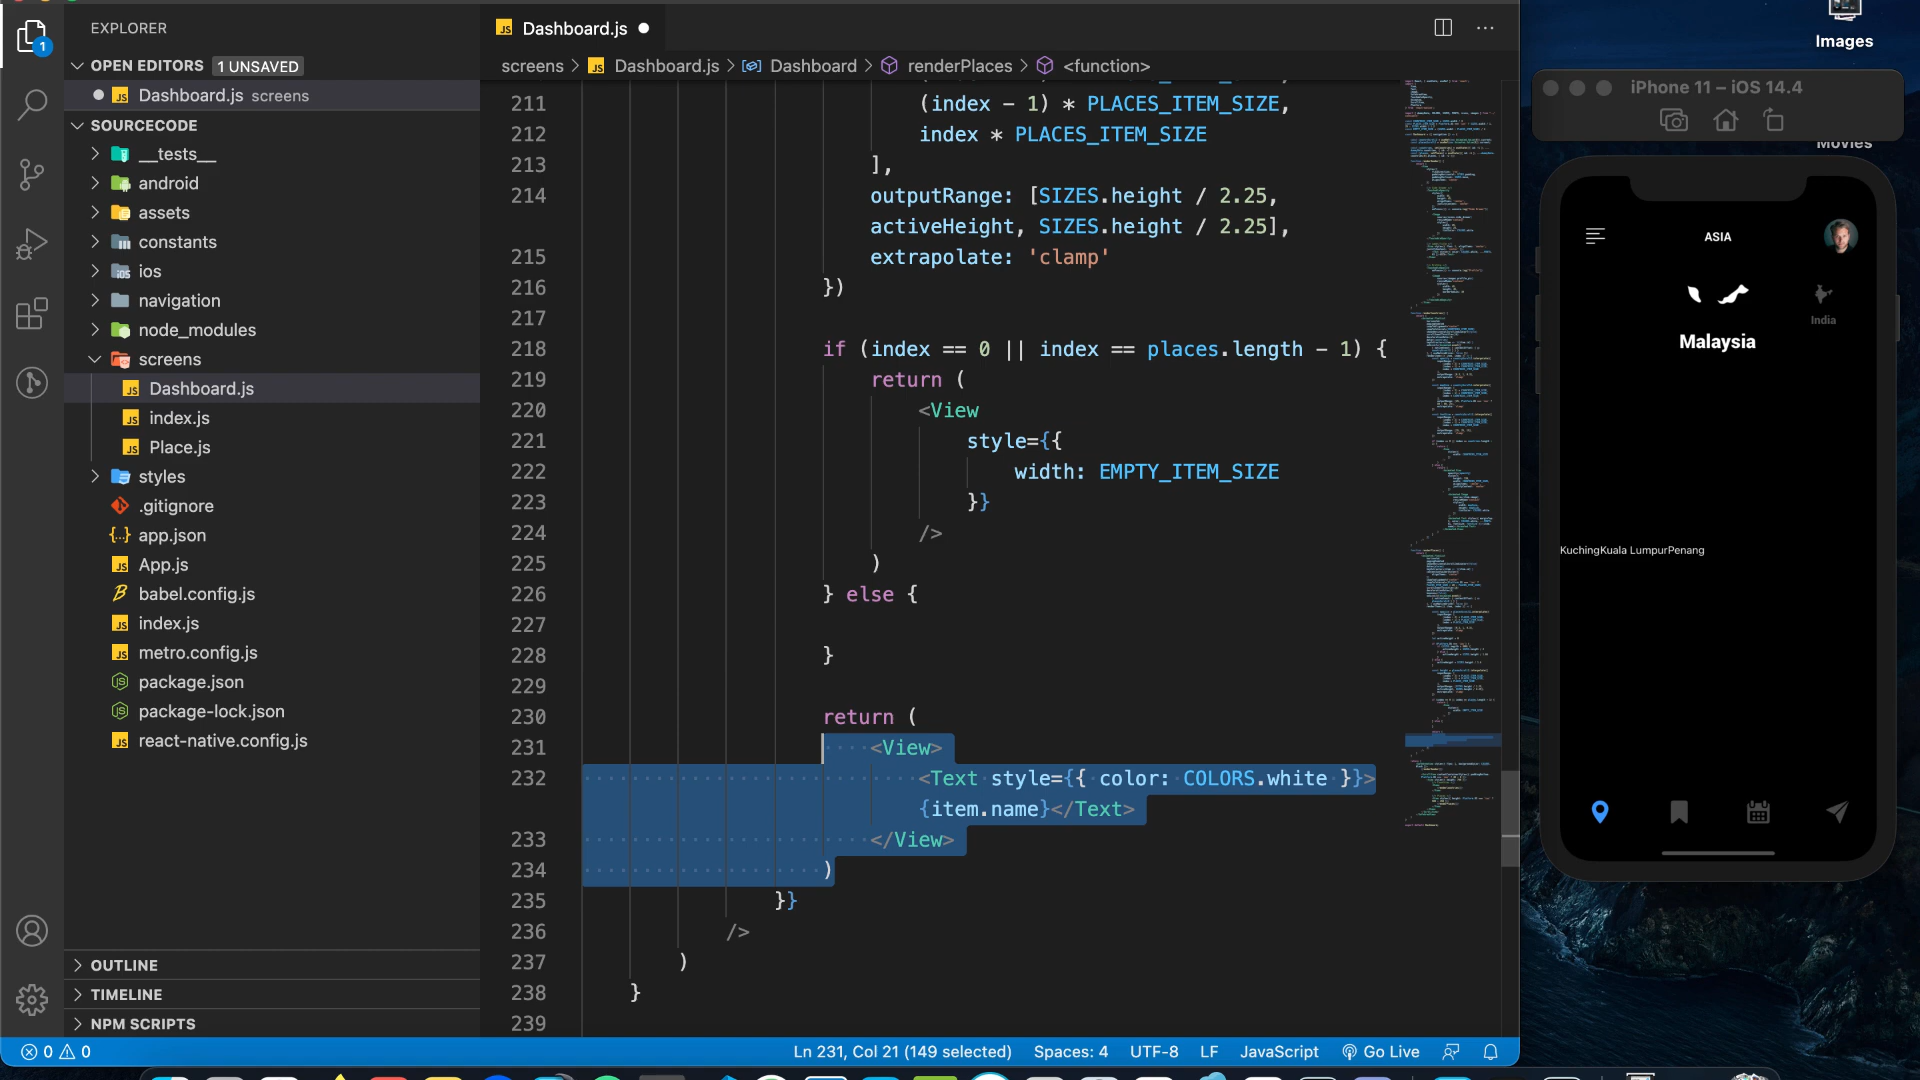 EXPLORER
OPEN EDITORS 1 UNSAVED
Dashboard.js screens
SOURCECODE
__tests__
android
assets
constants
ios
navigation
node_modules
screens
Dashboard.js
index.js
Place.js
styles
.gitignore
app.json
App.js
babel.config.js
index.js
metro.config.js
package.json
package-lock.json
react-native.config.js
OUTLINE
TIMELINE
NPM SCRIPTS
Dashboard.js
screens > Dashboard.js > Dashboard > renderPlaces > <function>
211 (index - 1) * PLACES_ITEM_SIZE,
212 index * PLACES_ITEM_SIZE
213 ],
214 outputRange: [SIZES.height / 2.25,
activeHeight, SIZES.height / 2.25],
215 extrapolate: 'clamp'
216 })
217
218 if (index == 0 || index == places.length - 1) {
219 return (
220 <View
221 style={{
222 width: EMPTY_ITEM_SIZE
223 }}
224 />
225 )
226 } else {
227
228 }
229
230 return (
231 <View>
232 <Text style={{ color: COLORS.white }}>
{item.name}</Text>
233 </View>
234 )
235 }}
236 />
237 )
238 }
239
0 0
Ln 231, Col 21 (149 selected) Spaces: 4 UTF-8 LF JavaScript Go Live
Images
iPhone 11 – iOS 14.4
Movies
ASIA
India
Malaysia
KuchingKuala LumpurPenang
1